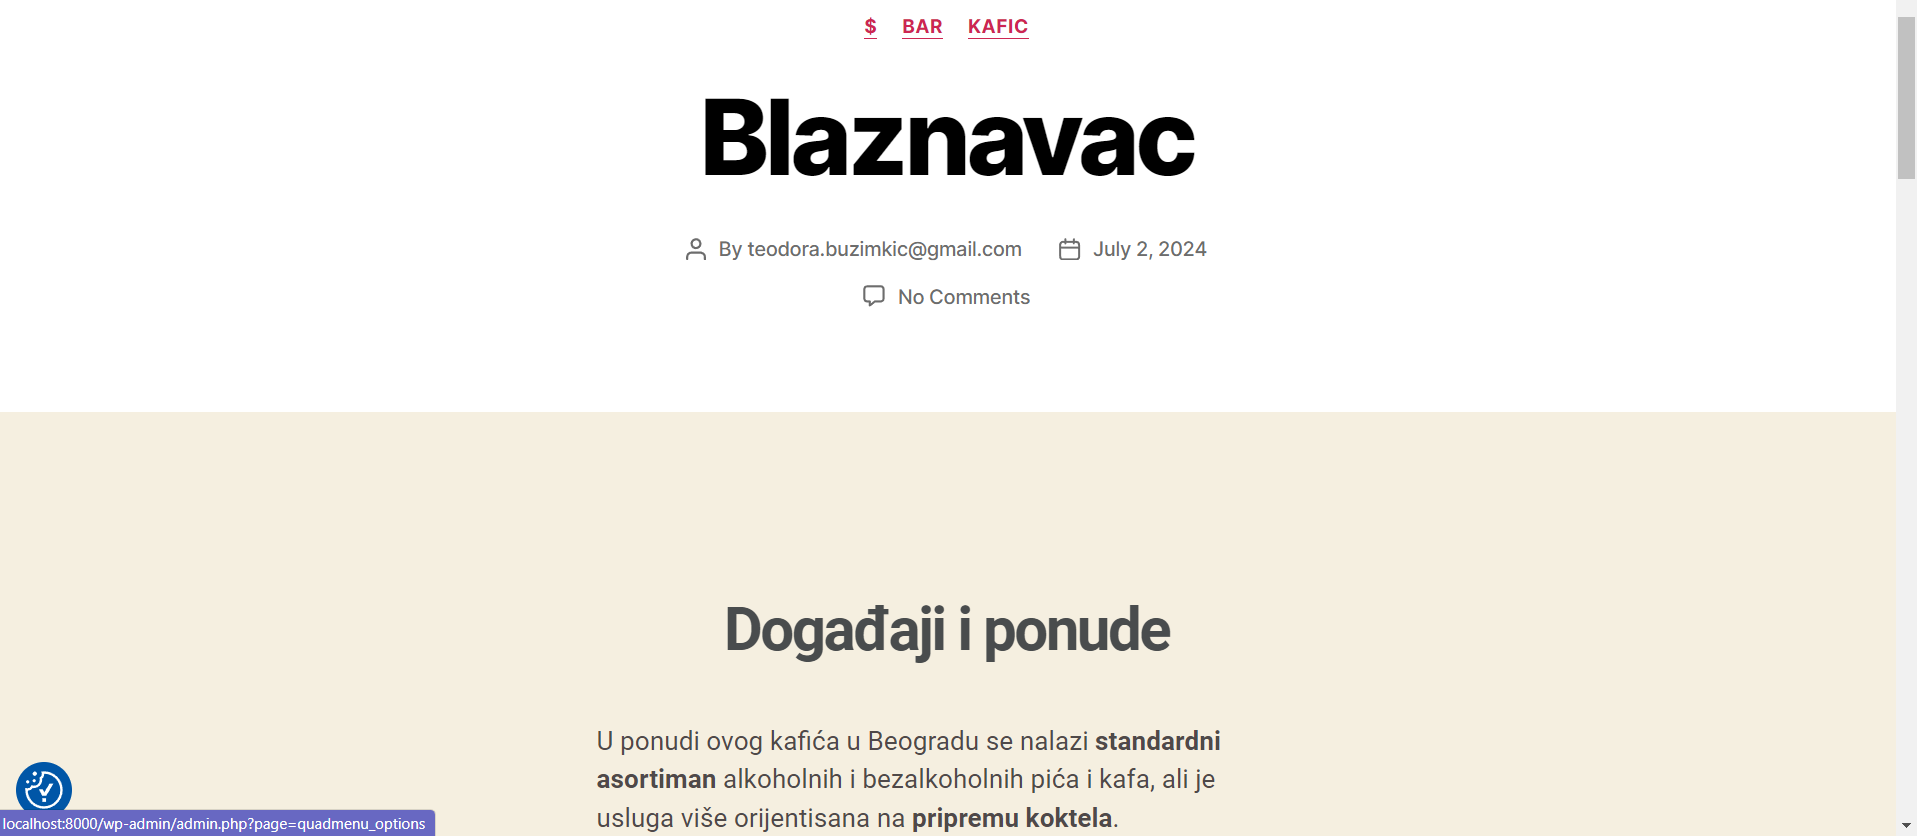 $ BAR KAFIC
Blaznavac
By teodora.buzimkic@gmail.com July 2, 2024
No Comments
Događaji i ponude
U ponudi ovog kafića u Beogradu se nalazi standardni
asortiman alkoholnih i bezalkoholnih pića i kafa, ali je
usluga više orijentisana na pripremu koktela.
localhost:8000/wp-admin/admin.php?page=quadmenu_options